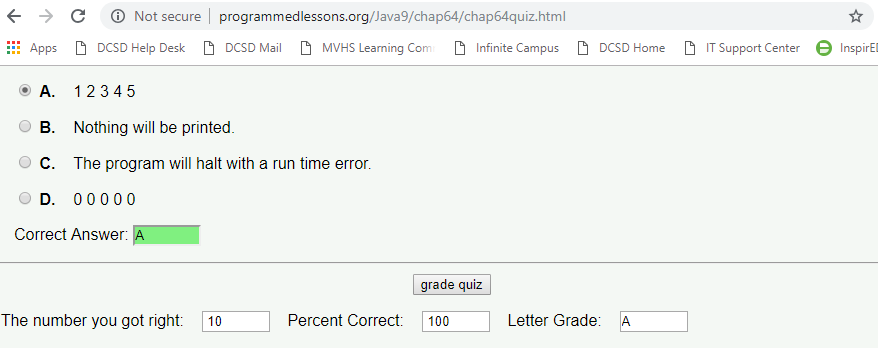 Not secure | programmedlessons.org/Java9/chap64/chap64quiz.html
Apps DCSD Help Desk DCSD Mail MVHS Learning Com Infinite Campus DCSD Home IT Support Center InspirED
A. 1 2 3 4 5
B. Nothing will be printed.
C. The program will halt with a run time error.
D. 0 0 0 0 0
Correct Answer: A
grade quiz
The number you got right: 10 Percent Correct: 100 Letter Grade: A